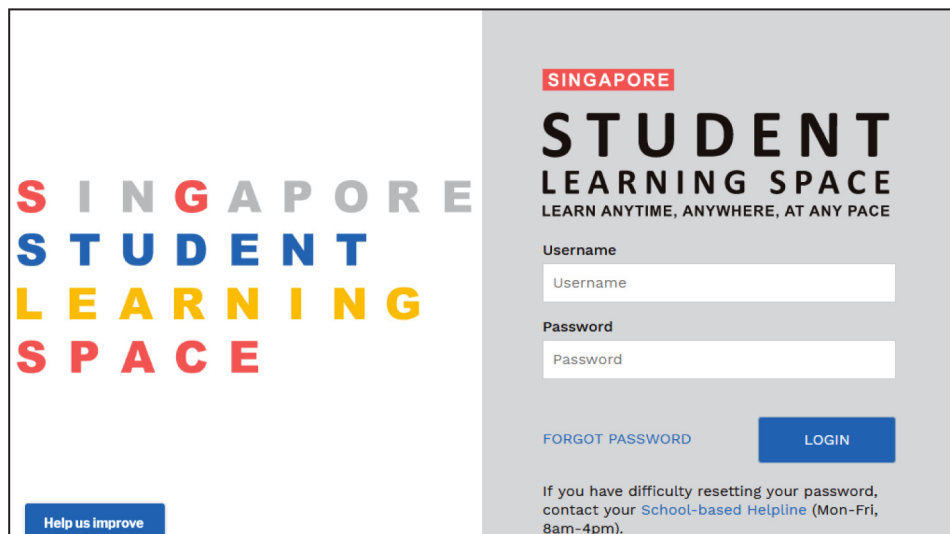 SINGAPORE
STUDENT
LEARNING
SPACE
Help us improve
SINGAPORE
STUDENT
LEARNING SPACE
LEARN ANYTIME, ANYWHERE, AT ANY PACE
Username
Username
Password
Password
FORGOT PASSWORD
LOGIN
If you have difficulty resetting your password,
contact your School-based Helpline (Mon-Fri,
8am-4pm).